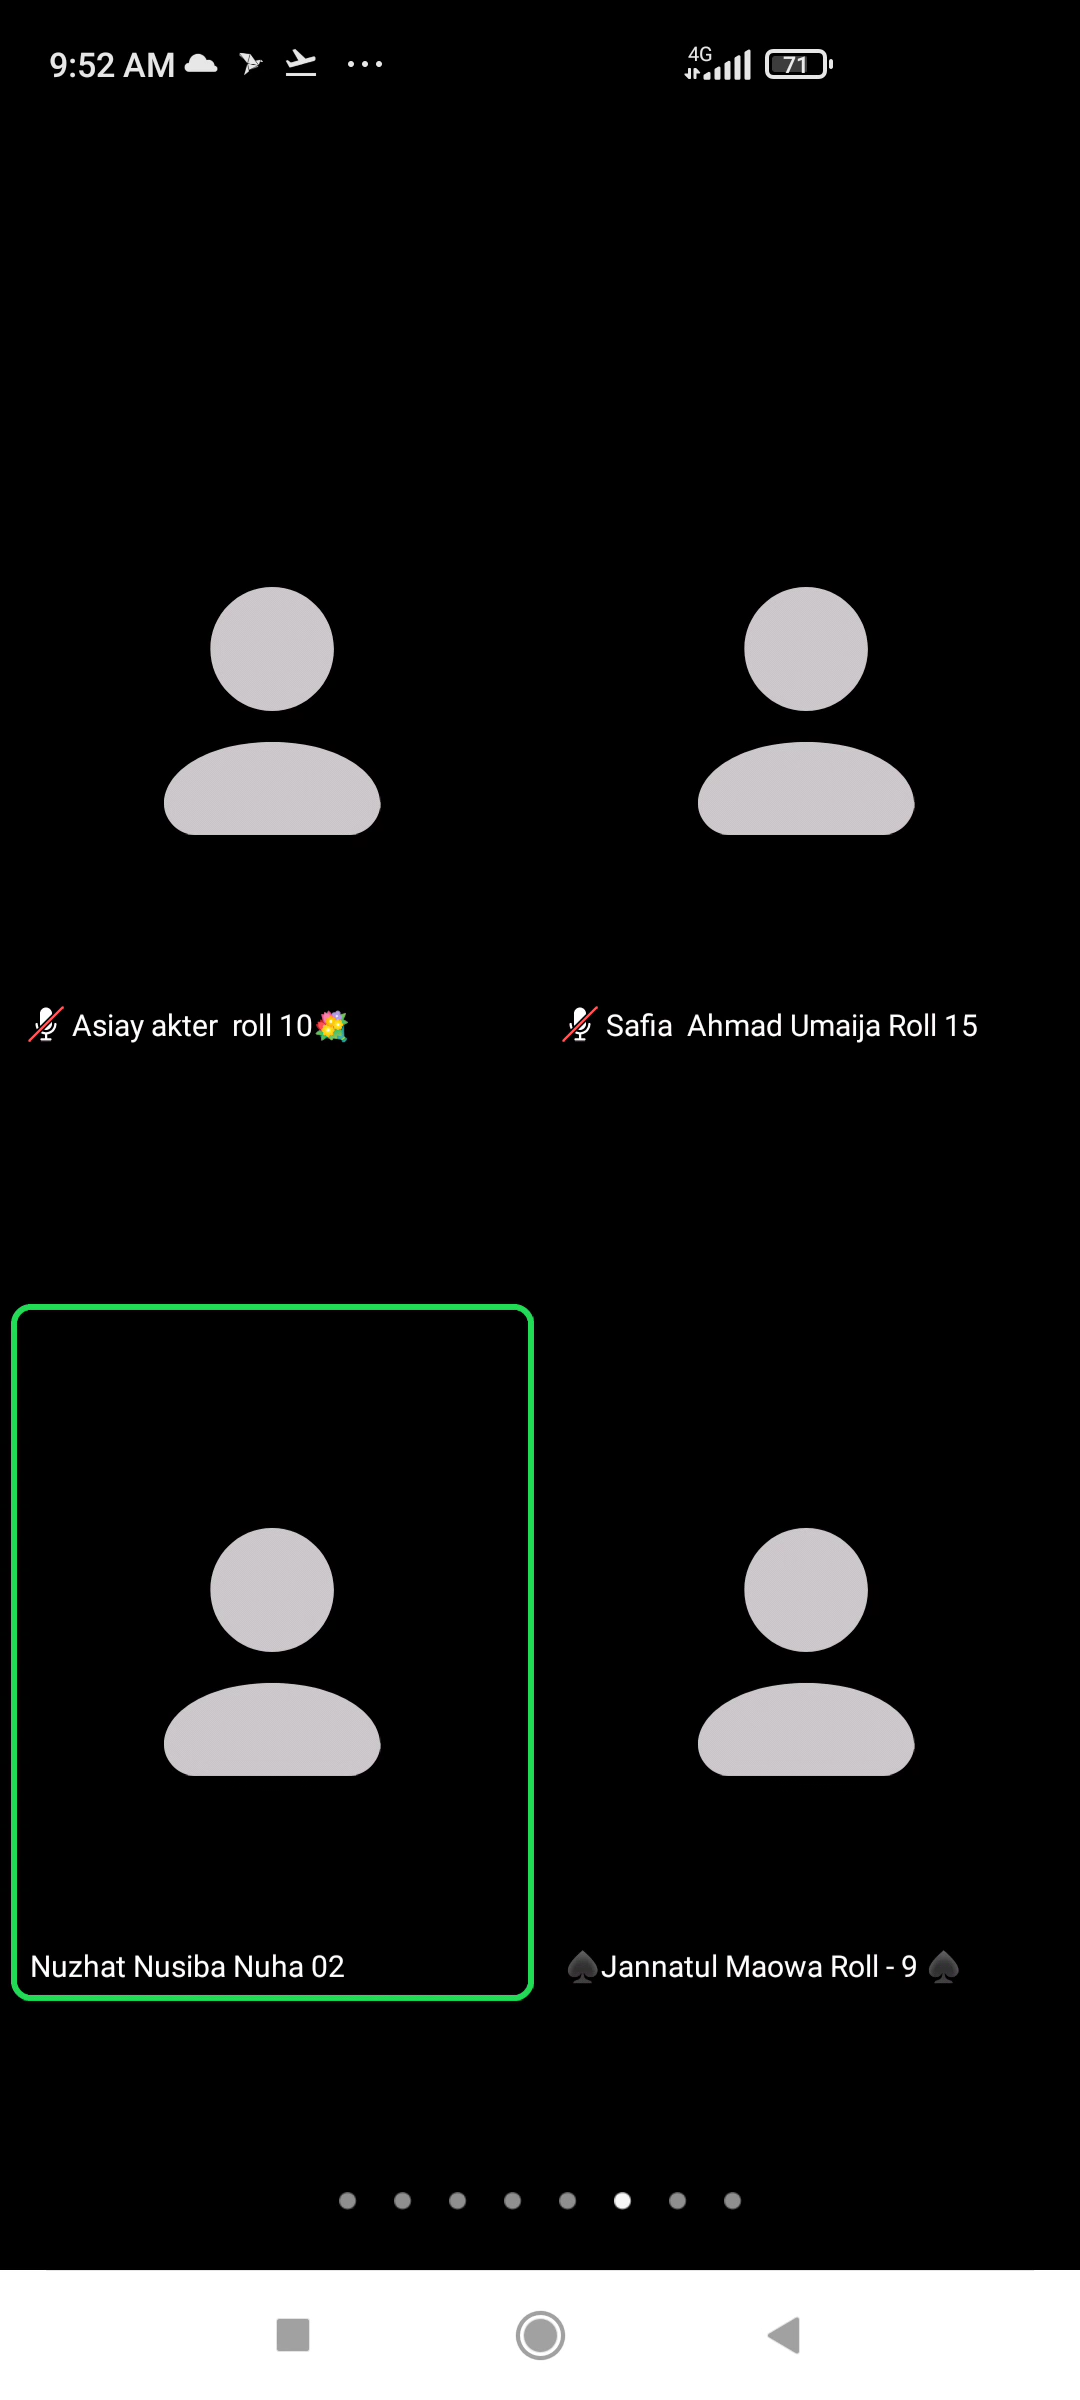 9:52 AM
4G
71
Asiay akter  roll 10💐
Safia  Ahmad Umaija Roll 15
Nuzhat Nusiba Nuha 02
♠️Jannatul Maowa Roll - 9 ♠️